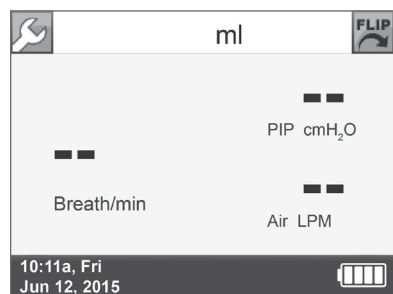 ml
FLIP
-- 
PIP cmH₂O
--
Breath/min
--
Air LPM
10:11a, Fri
Jun 12, 2015